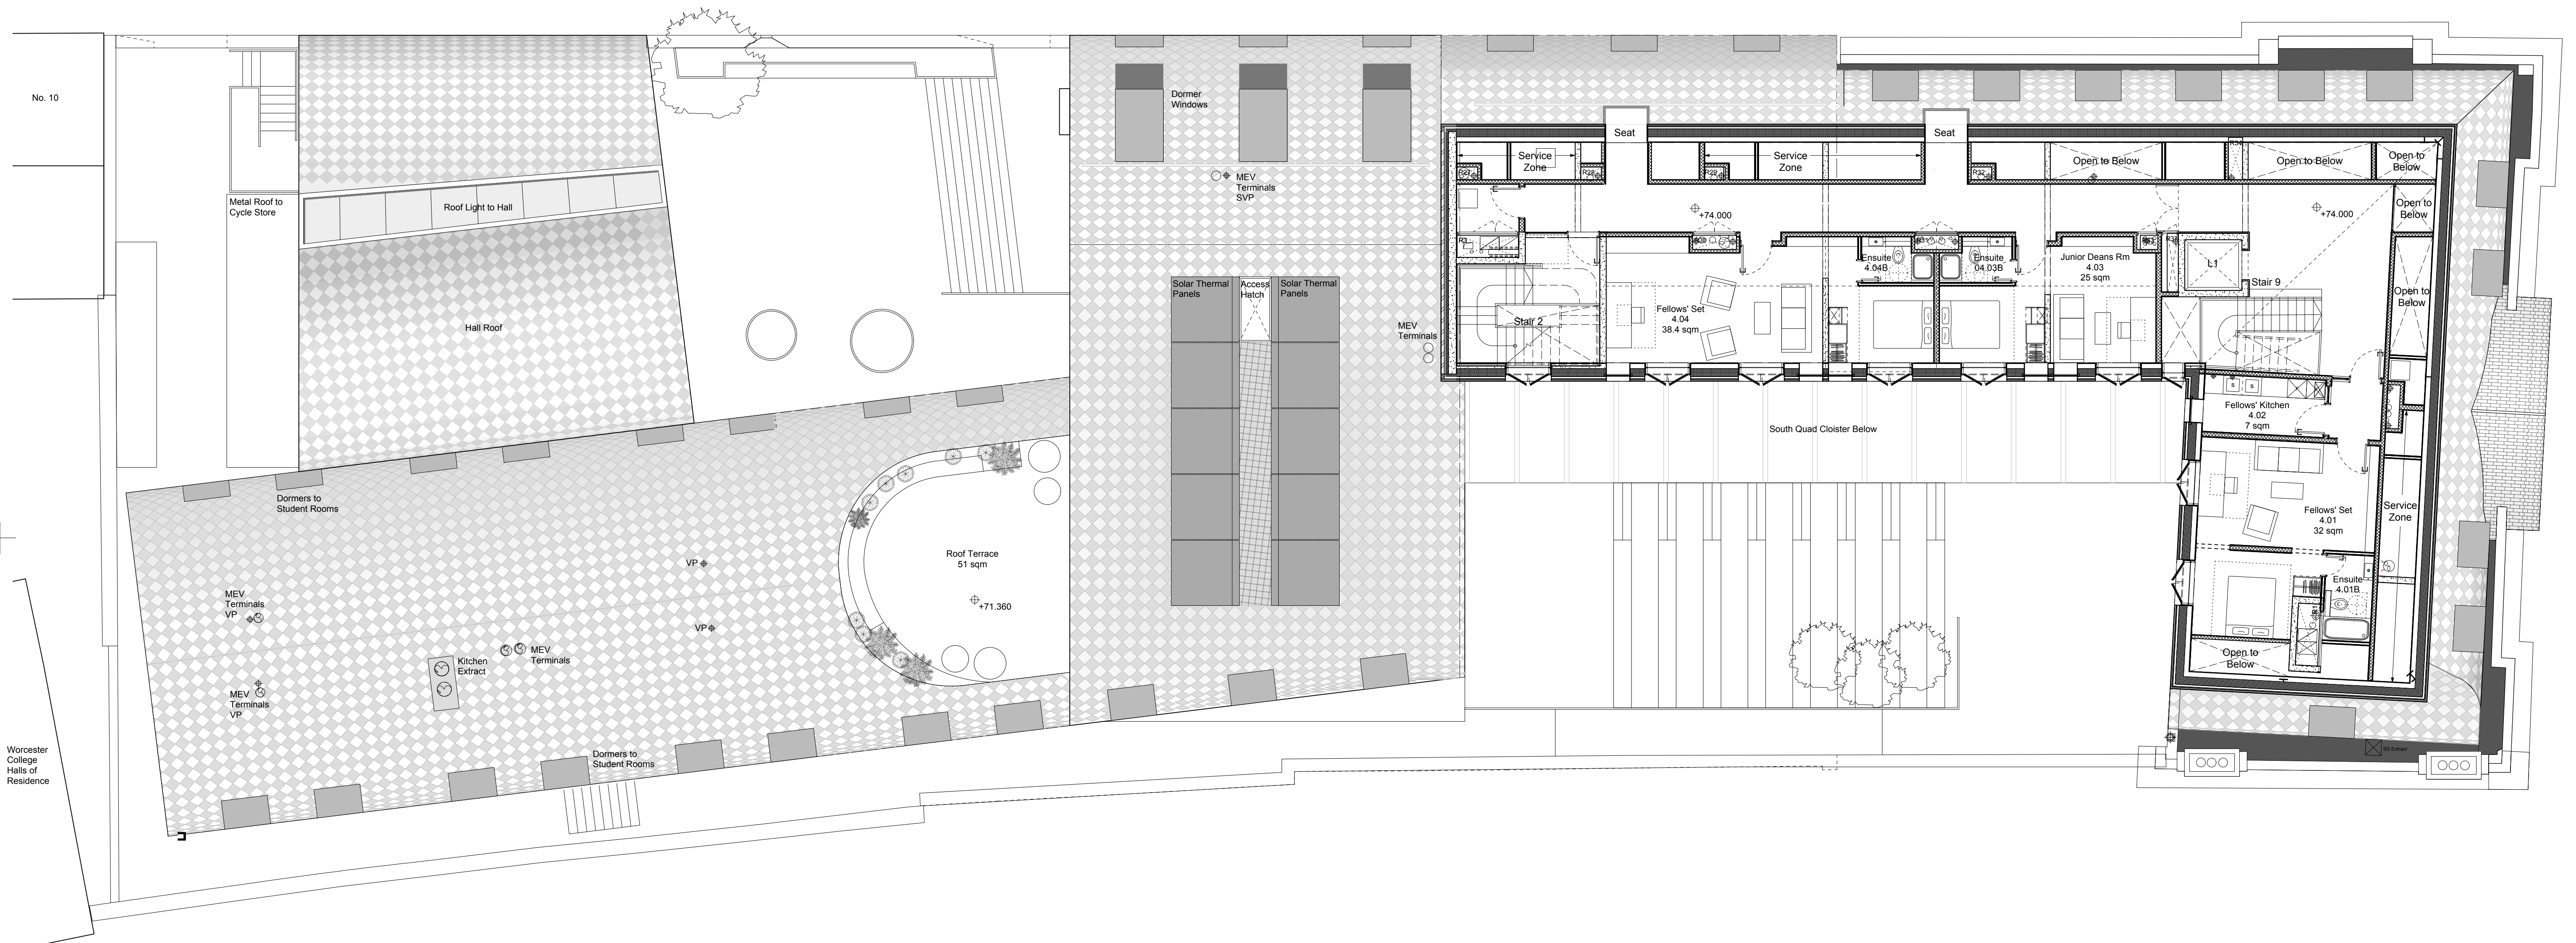 No. 10
Metal Roof to
Cycle Store
Roof Light to Hall
Hall Roof
Dormers to
Student Rooms
MEV
Terminals
VP
MEV
Terminals
VP
Kitchen
Extract
MEV
Terminals
VP
VP
Dormers to
Student Rooms
Worcester
College
Halls of
Residence
Roof Terrace
51 sqm
+71.360
Dormer
Windows
MEV
Terminals
SVP
Solar Thermal
Panels
Access
Hatch
Solar Thermal
Panels
MEV
Terminals
Seat
Seat
Service
Zone
Service
Zone
Open to Below
Open to Below
Open to
Below
R27
R28
R29
R32
+74.000
+74.000
Open to
Below
Stair 2
Fellows' Set
4.04
38.4 sqm
Ensuite
4.04B
R31
Ensuite
04.03B
Junior Deans Rm
4.03
25 sqm
L1
Stair 9
Open to
Below
South Quad Cloister Below
S
S
Fellows' Kitchen
4.02
7 sqm
Fellows' Set
4.01
32 sqm
Service
Zone
Ensuite
4.01B
Open to
Below